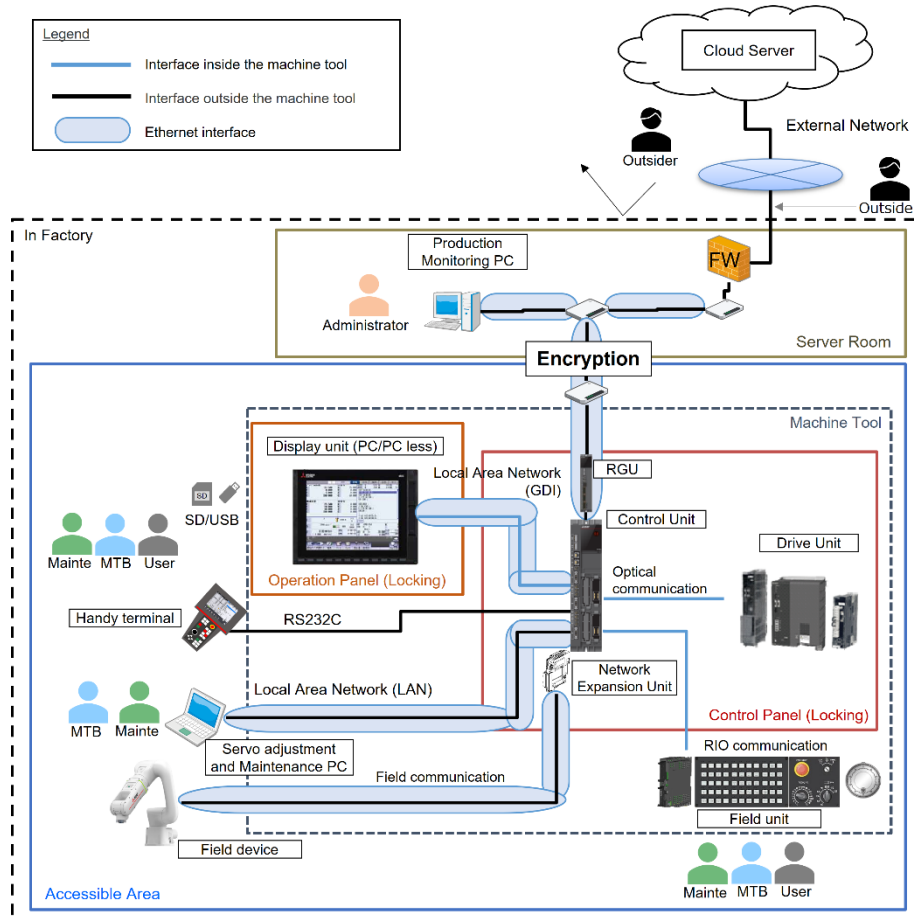 Legend
Interface inside the machine tool
Interface outside the machine tool
Ethernet interface
Cloud Server
External Network
Outsider
Outside
In Factory
Production
Monitoring PC
FW
Administrator
Server Room
Encryption
Machine Tool
Display unit (PC/PC less)
Local Area Network
(GDI)
RGU
SD
SD/USB
Control Unit
Drive Unit
Mainte
MTB
User
Operation Panel (Locking)
Optical
communication
Handy terminal
RS232C
Network
Expansion Unit
Local Area Network (LAN)
Control Panel (Locking)
MTB
Mainte
Servo adjustment
and Maintenance PC
RIO communication
Field communication
Field unit
Field device
Mainte
MTB
User
Accessible Area